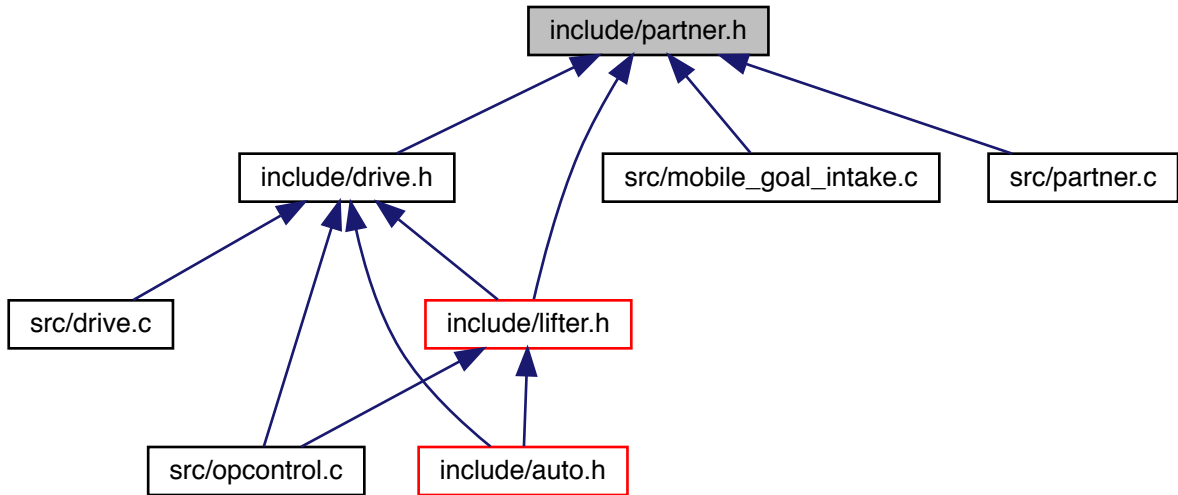 include/partner.h
include/drive.h
src/mobile_goal_intake.c
src/partner.c
src/drive.c
include/lifter.h
src/opcontrol.c
include/auto.h